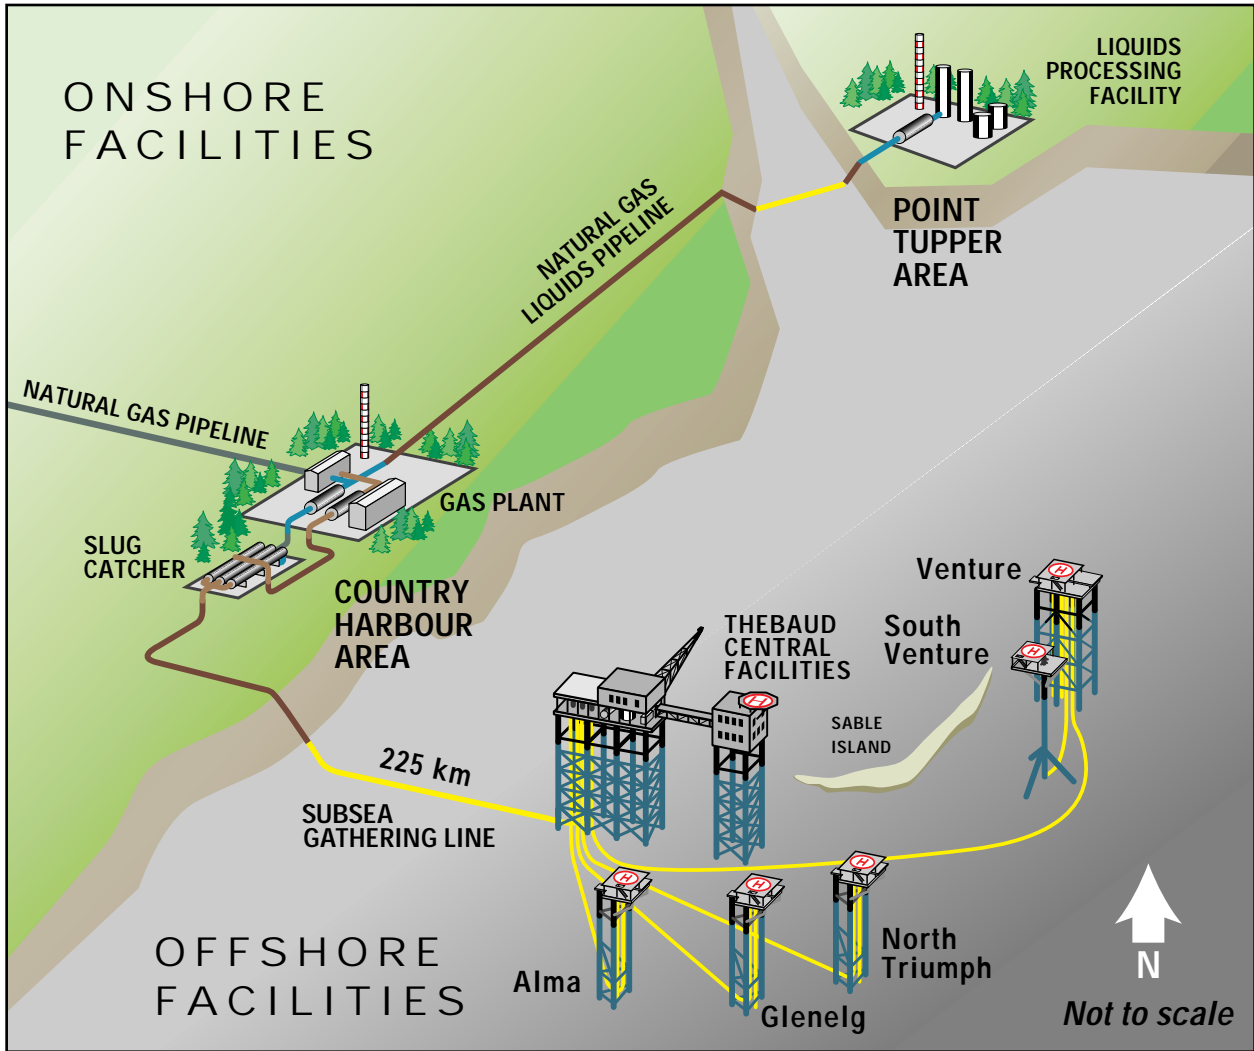 ONSHORE
FACILITIES
LIQUIDS
PROCESSING
FACILITY
POINT
TUPPER
AREA
NATURAL GAS
LIQUIDS PIPELINE
NATURAL GAS PIPELINE
GAS PLANT
SLUG
CATCHER
COUNTRY
HARBOUR
AREA
Venture
H
South
Venture
H
THEBAUD
CENTRAL
FACILITIES
H
SABLE
ISLAND
225 km
SUBSEA
GATHERING LINE
H
Alma
H
Glenelg
H
North
Triumph
OFFSHORE
FACILITIES
N
Not to scale